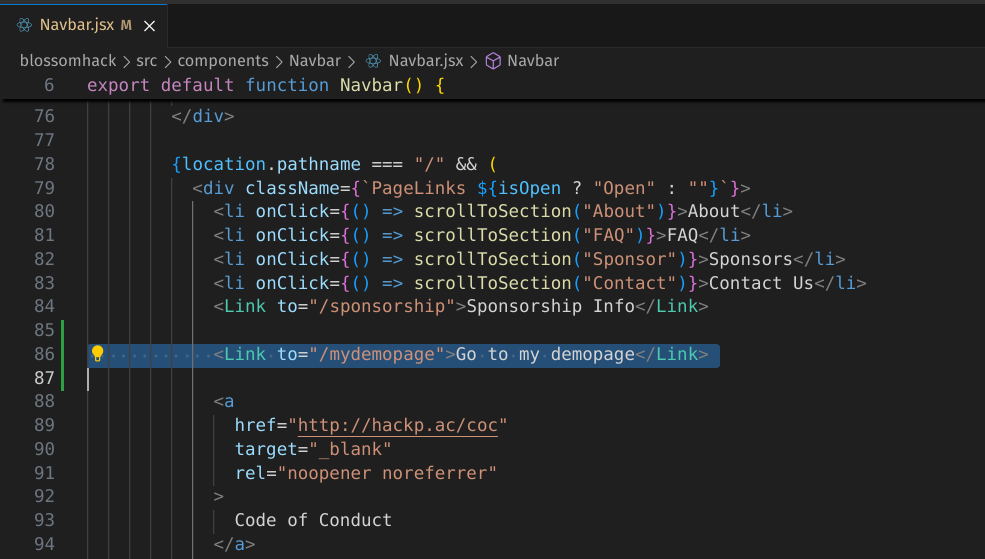 Navbar.jsx M
blossomhack > src > components > Navbar > Navbar.jsx > Navbar
6 export default function Navbar() {
76 </div>
77
78 {location.pathname === "/" && (
79 <div className={`PageLinks ${isOpen ? "Open" : ""}`}>
80 <li onClick={() => scrollToSection("About")}>About</li>
81 <li onClick={() => scrollToSection("FAQ")}>FAQ</li>
82 <li onClick={() => scrollToSection("Sponsor")}>Sponsors</li>
83 <li onClick={() => scrollToSection("Contact")}>Contact Us</li>
84 <Link to="/sponsorship">Sponsorship Info</Link>
85
86 <Link to="/mydemopage">Go to my demopage</Link>
87
88 <a
89 href="http://hackp.ac/coc"
90 target="_blank"
91 rel="noopener noreferrer"
92 >
93 Code of Conduct
94 </a>